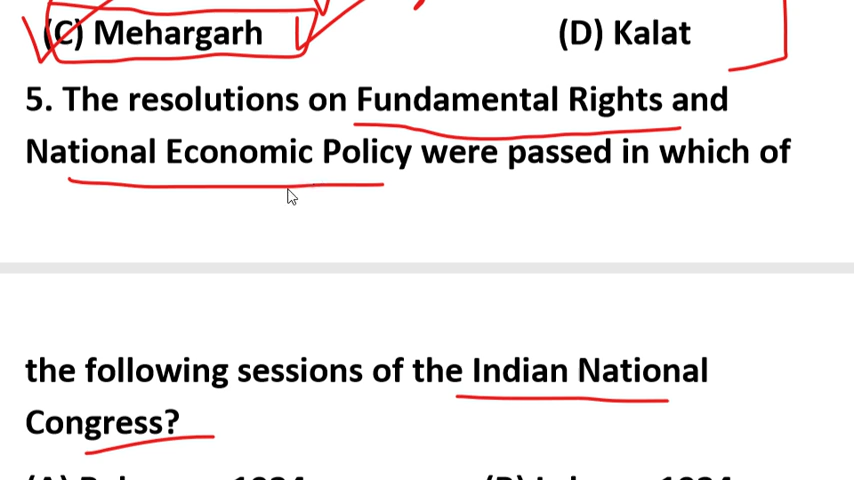 (C) Mehargarh (D) Kalat
5. The resolutions on Fundamental Rights and
National Economic Policy were passed in which of
the following sessions of the Indian National
Congress?